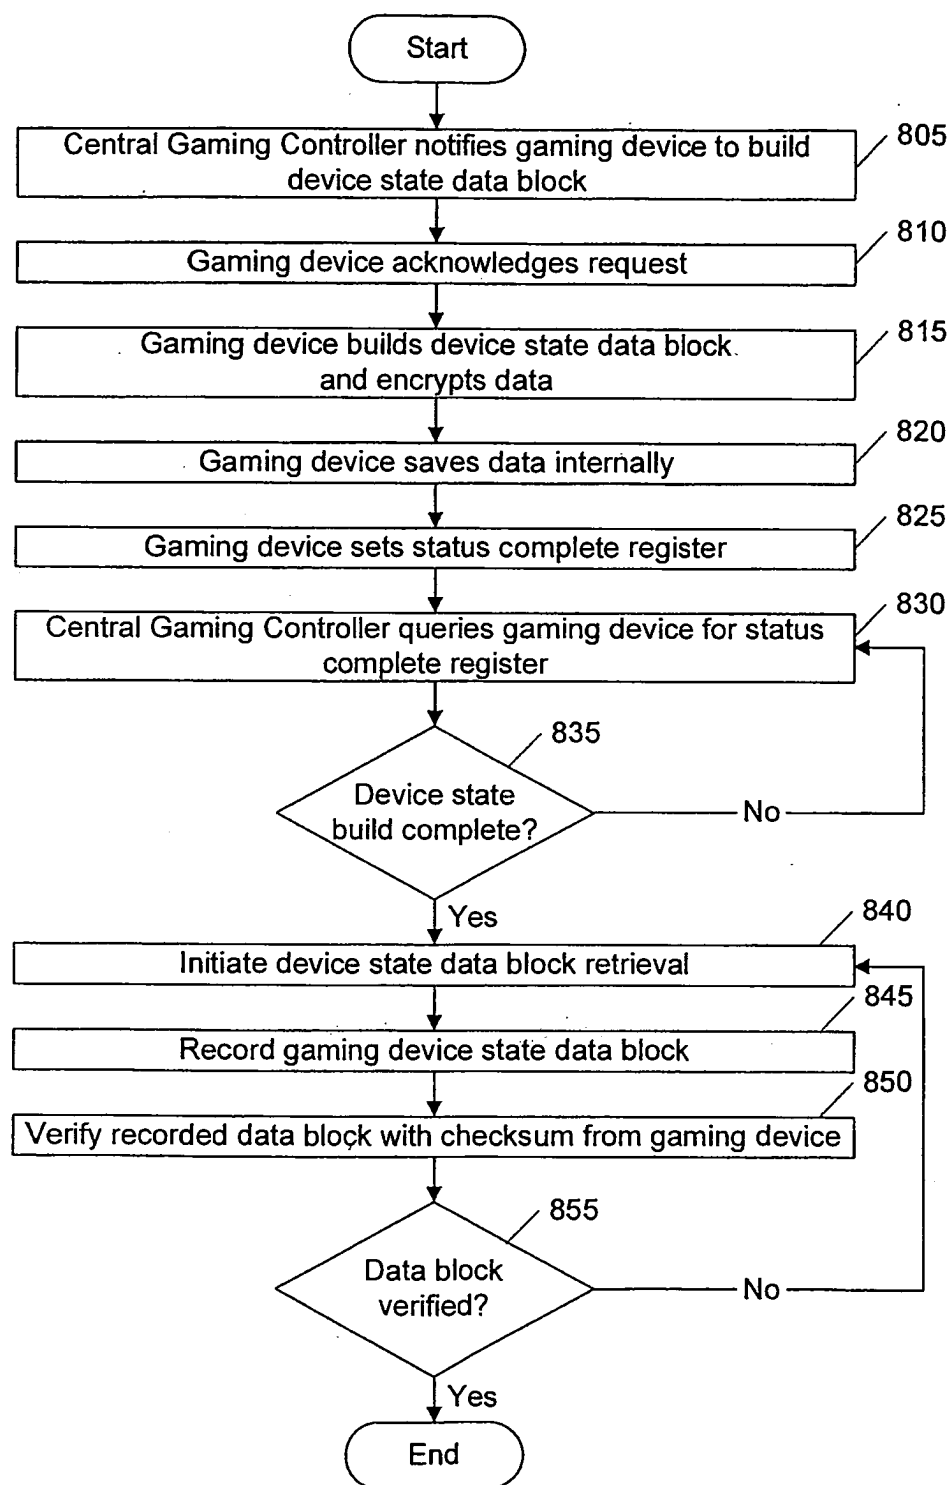 Start
Central Gaming Controller notifies gaming device to build
device state data block
805
Gaming device acknowledges request
810
Gaming device builds device state data block
and encrypts data
815
Gaming device saves data internally
820
Gaming device sets status complete register
825
Central Gaming Controller queries gaming device for status
complete register
830
Device state
build complete?
835
No
Yes
Initiate device state data block retrieval
840
Record gaming device state data block
845
Verify recorded data block with checksum from gaming device
850
Data block
verified?
855
No
Yes
End